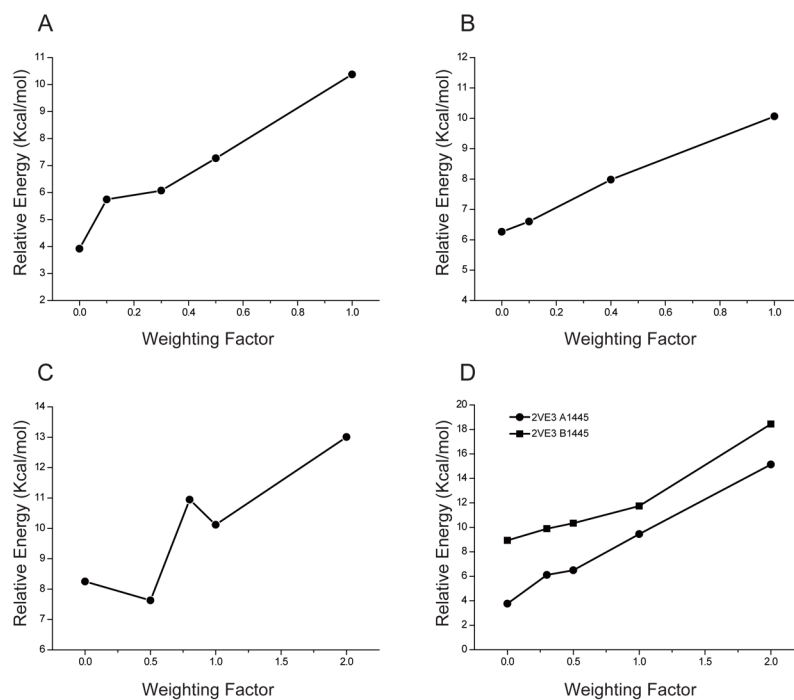 A
Relative Energy (Kcal/mol)
11
10
9
8
7
6
5
4
3
2
0.0 0.2 0.4 0.6 0.8 1.0
Weighting Factor
B
Relative Energy (Kcal/mol)
12
10
9
8
7
6
5
4
0.0 0.2 0.4 0.6 0.8 1.0
Weighting Factor
C
Relative Energy (Kcal/mol)
14
13
12
11
10
9
8
7
6
0.0 0.5 1.0 1.5 2.0
Weighting Factor
D
Relative Energy (Kcal/mol)
2VE3 A1445
2VE3 B1445
20
18
16
14
12
10
8
6
4
2
0
0.0 0.5 1.0 1.5 2.0
Weighting Factor